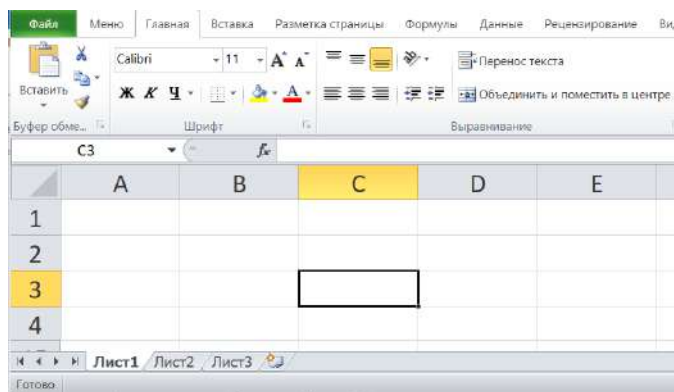 Файл Меню Главная Вставка Разметка страницы Формулы Данные Рецензирование Ви
Calibri 11 A A Перенос текста
Вставить Ж К Ч A Объединить и поместить в центре
Буфер обме... Шрифт Выравнивание
C3 fx
A B C D E
1
2
3
4
Лист1 Лист2 Лист3
Готово